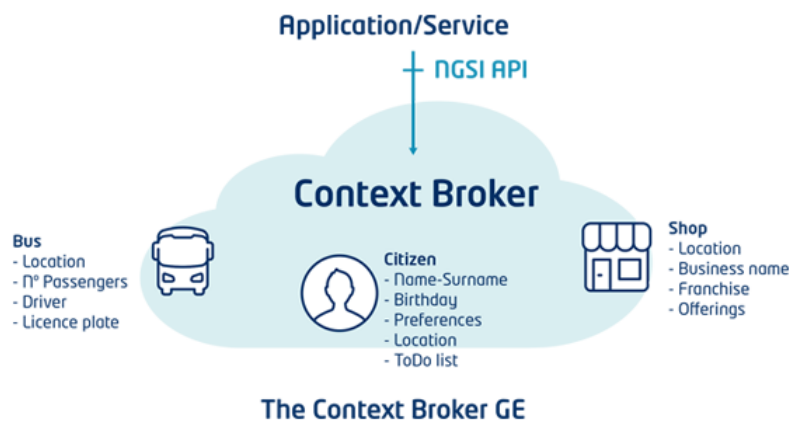 Application/Service
NGSI API
Context Broker
Bus
- Location
- Nº Passengers
- Driver
- Licence plate
Citizen
- Name-Surname
- Birthday
- Preferences
- Location
- ToDo list
Shop
- Location
- Business name
- Franchise
- Offerings
The Context Broker GE